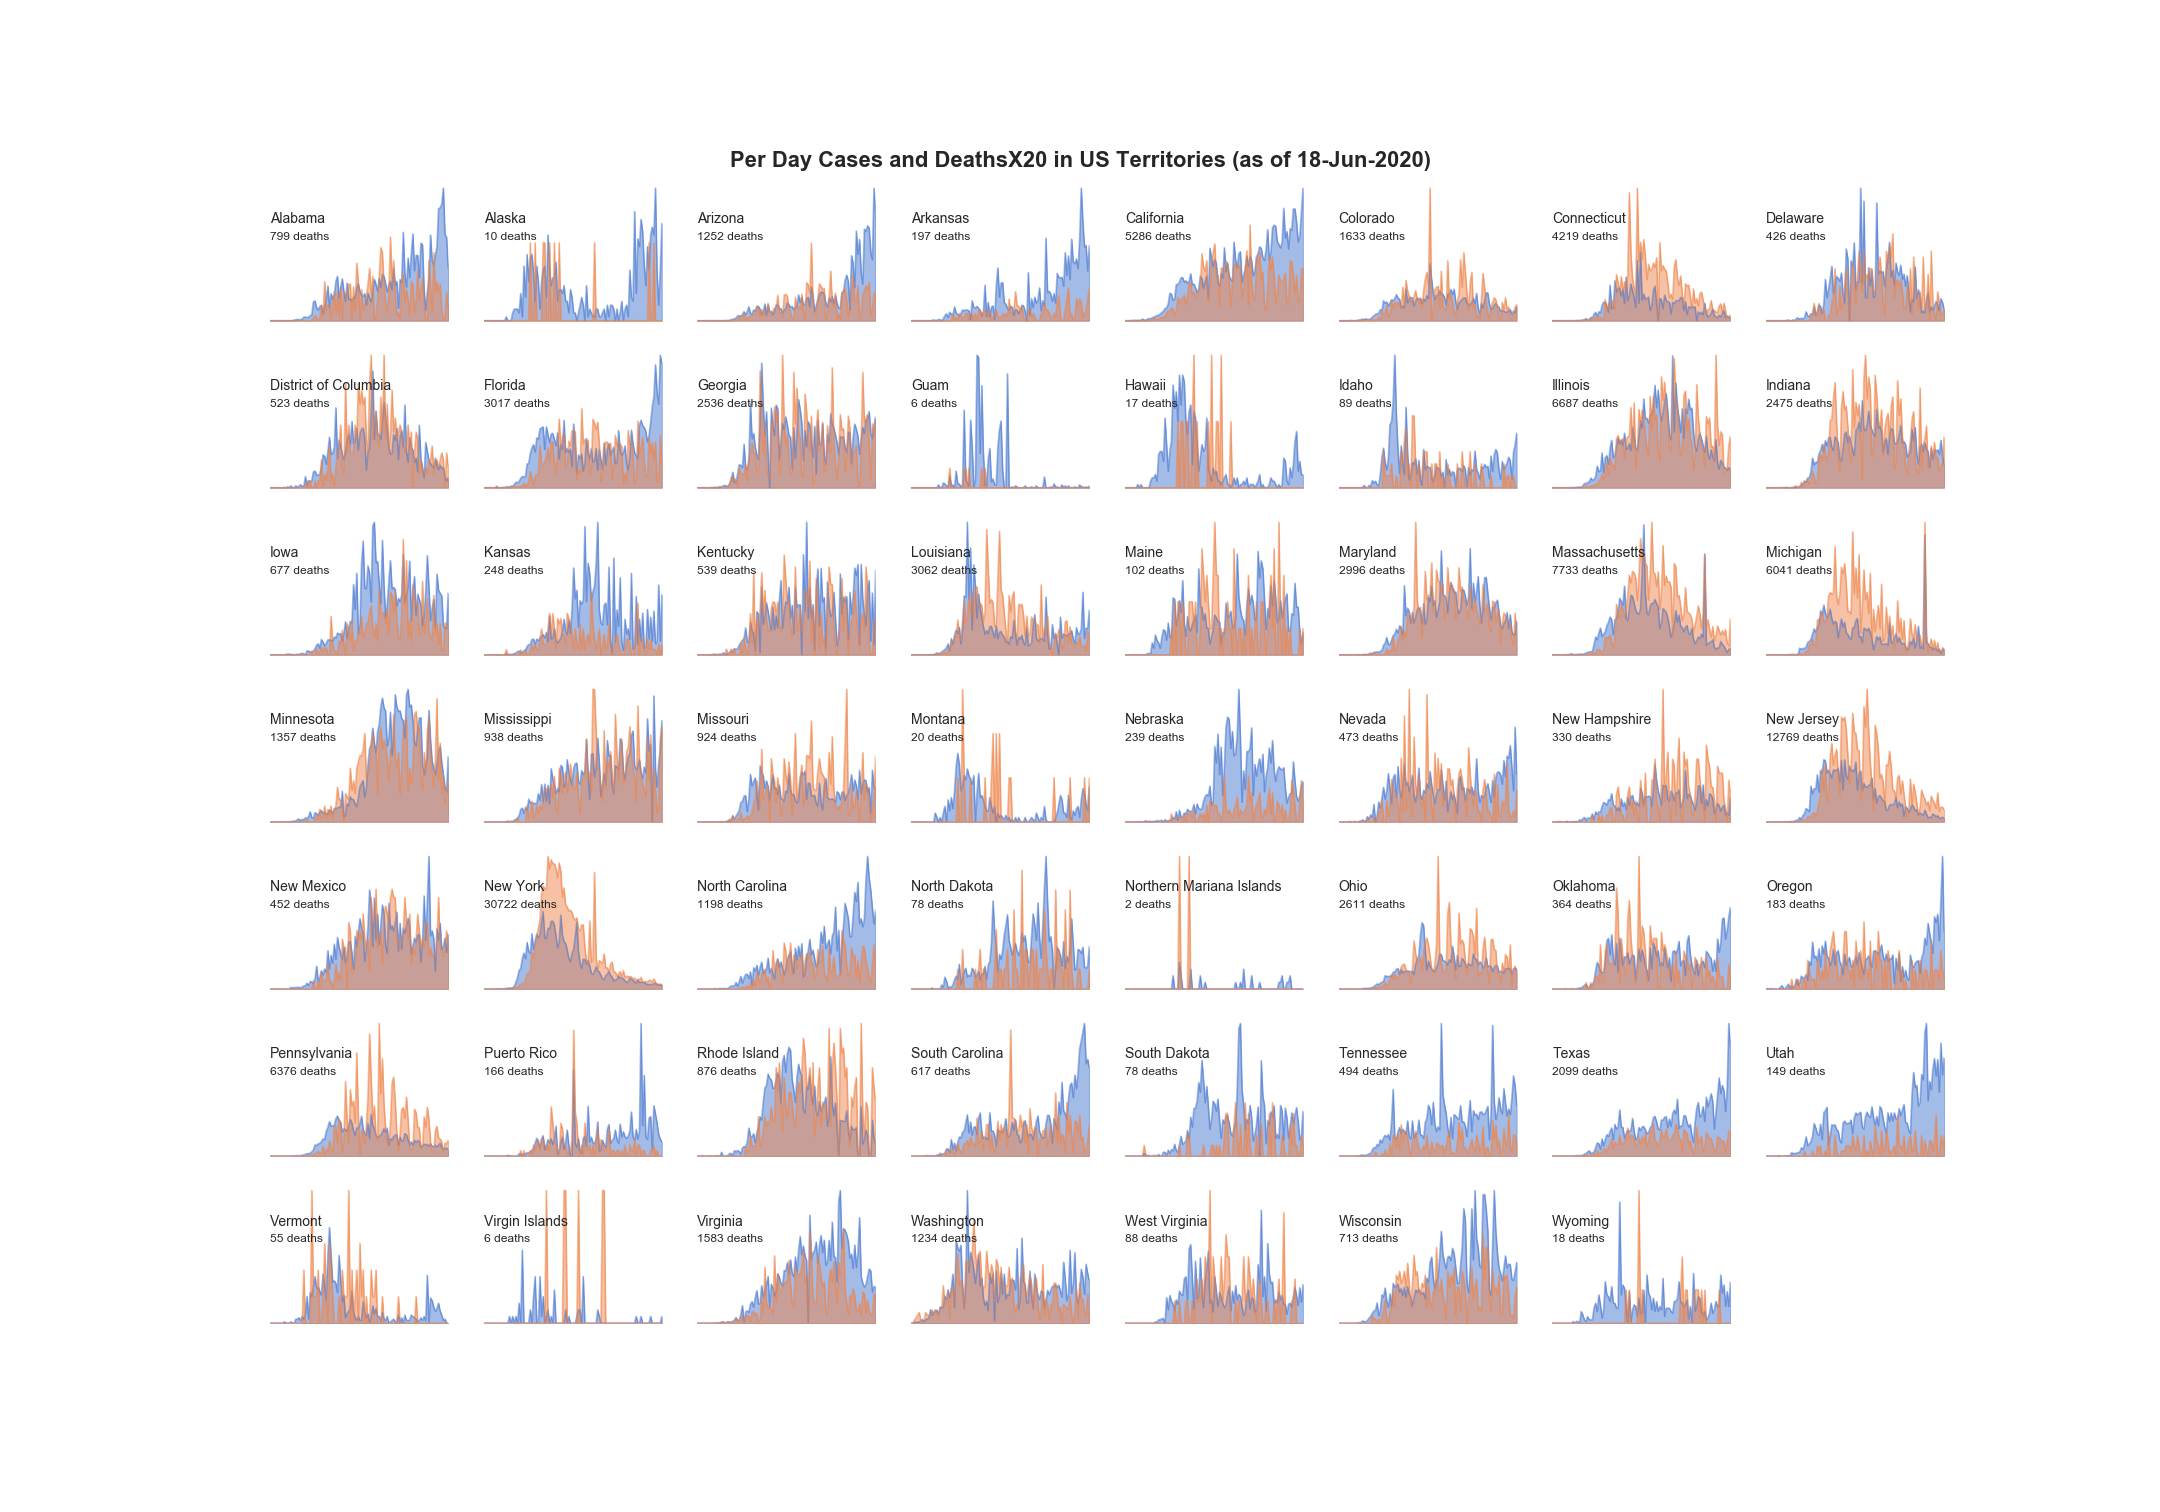 Per Day Cases and DeathsX20 in US Territories (as of 18-Jun-2020)
Alabama
799 deaths
Alaska
10 deaths
Arizona
1252 deaths
Arkansas
197 deaths
California
5286 deaths
Colorado
1633 deaths
Connecticut
4219 deaths
Delaware
426 deaths
District of Columbia
523 deaths
Florida
3017 deaths
Georgia
2536 deaths
Guam
6 deaths
Hawaii
17 deaths
Idaho
89 deaths
Illinois
6687 deaths
Indiana
2475 deaths
Iowa
677 deaths
Kansas
248 deaths
Kentucky
539 deaths
Louisiana
3062 deaths
Maine
102 deaths
Maryland
2996 deaths
Massachusetts
7733 deaths
Michigan
6041 deaths
Minnesota
1357 deaths
Mississippi
938 deaths
Missouri
924 deaths
Montana
20 deaths
Nebraska
239 deaths
Nevada
473 deaths
New Hampshire
330 deaths
New Jersey
12769 deaths
New Mexico
452 deaths
New York
30722 deaths
North Carolina
1198 deaths
North Dakota
78 deaths
Northern Mariana Islands
2 deaths
Ohio
2611 deaths
Oklahoma
364 deaths
Oregon
183 deaths
Pennsylvania
6376 deaths
Puerto Rico
166 deaths
Rhode Island
876 deaths
South Carolina
617 deaths
South Dakota
78 deaths
Tennessee
494 deaths
Texas
2099 deaths
Utah
149 deaths
Vermont
55 deaths
Virgin Islands
6 deaths
Virginia
1583 deaths
Washington
1234 deaths
West Virginia
88 deaths
Wisconsin
713 deaths
Wyoming
18 deaths